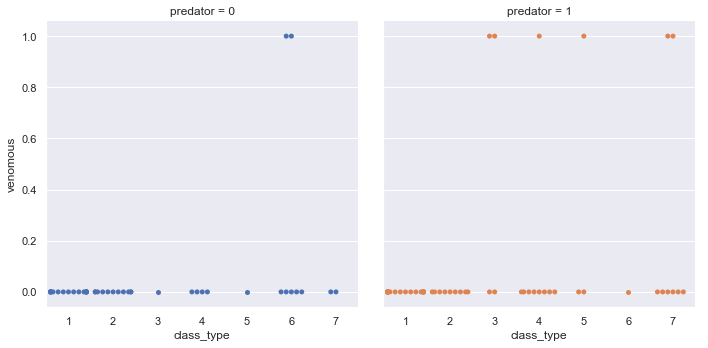 predator = 0
predator = 1
venomous
1.0
0.8
0.6
0.4
0.2
0.0
1 2 3 4 5 6 7
1 2 3 4 5 6 7
class_type
class_type